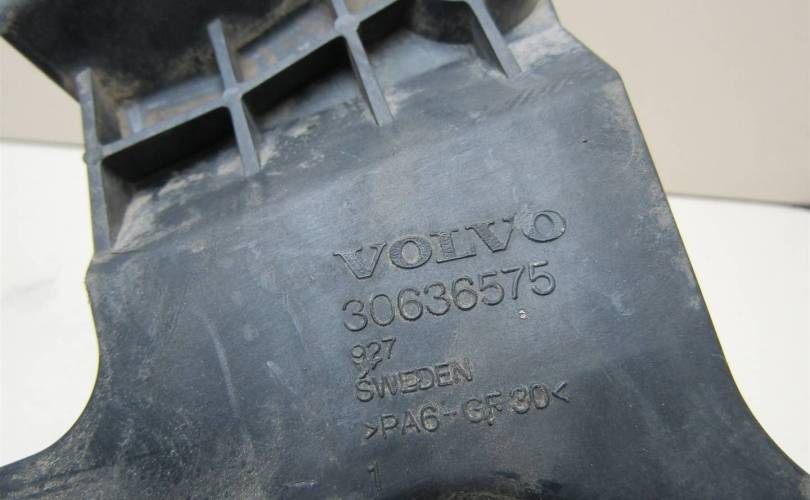 VOLVO
30636575
927
SWEDEN
>PA6-GF30<
1